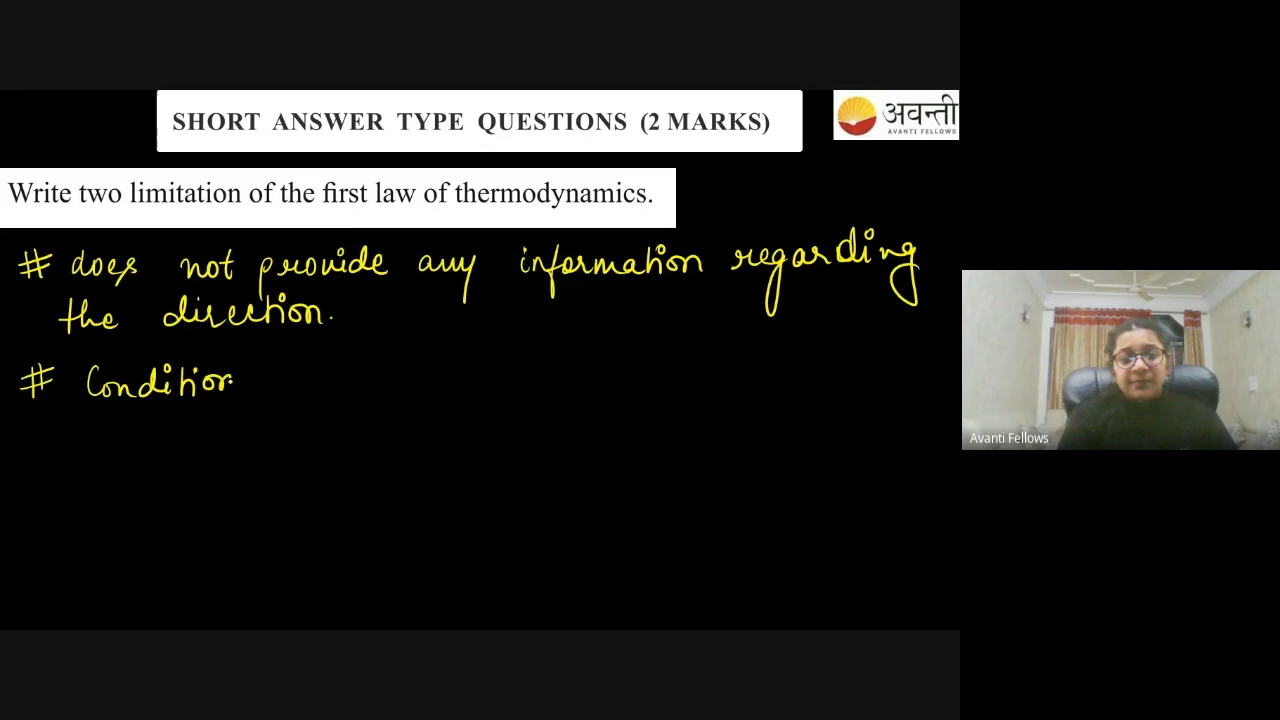 SHORT ANSWER TYPE QUESTIONS (2 MARKS)
अवन्ती
AVANTI FELLOWS
Write two limitation of the first law of thermodynamics.
# does not provide any information regarding
the direction.
# Condition
Avanti Fellows